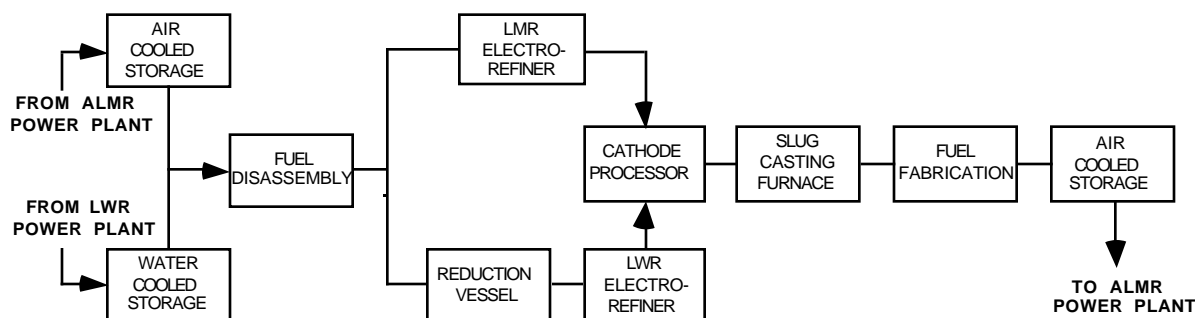 AIR
COOLED
STORAGE
FROM ALMR
POWER PLANT
FROM LWR
POWER PLANT
WATER
COOLED
STORAGE
FUEL
DISASSEMBLY
LMR
ELECTRO-
REFINER
REDUCTION
VESSEL
LWR
ELECTRO-
REFINER
CATHODE
PROCESSOR
SLUG
CASTING
FURNACE
FUEL
FABRICATION
AIR
COOLED
STORAGE
TO ALMR
POWER PLANT